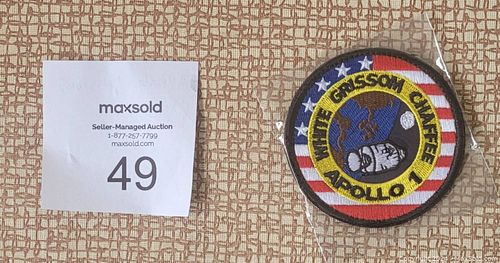 maxsold
Seller-Managed Auction
1-877-257-7799
maxsold.com
49
WHITE GRISSOM CHAFFEE
APOLLO 1